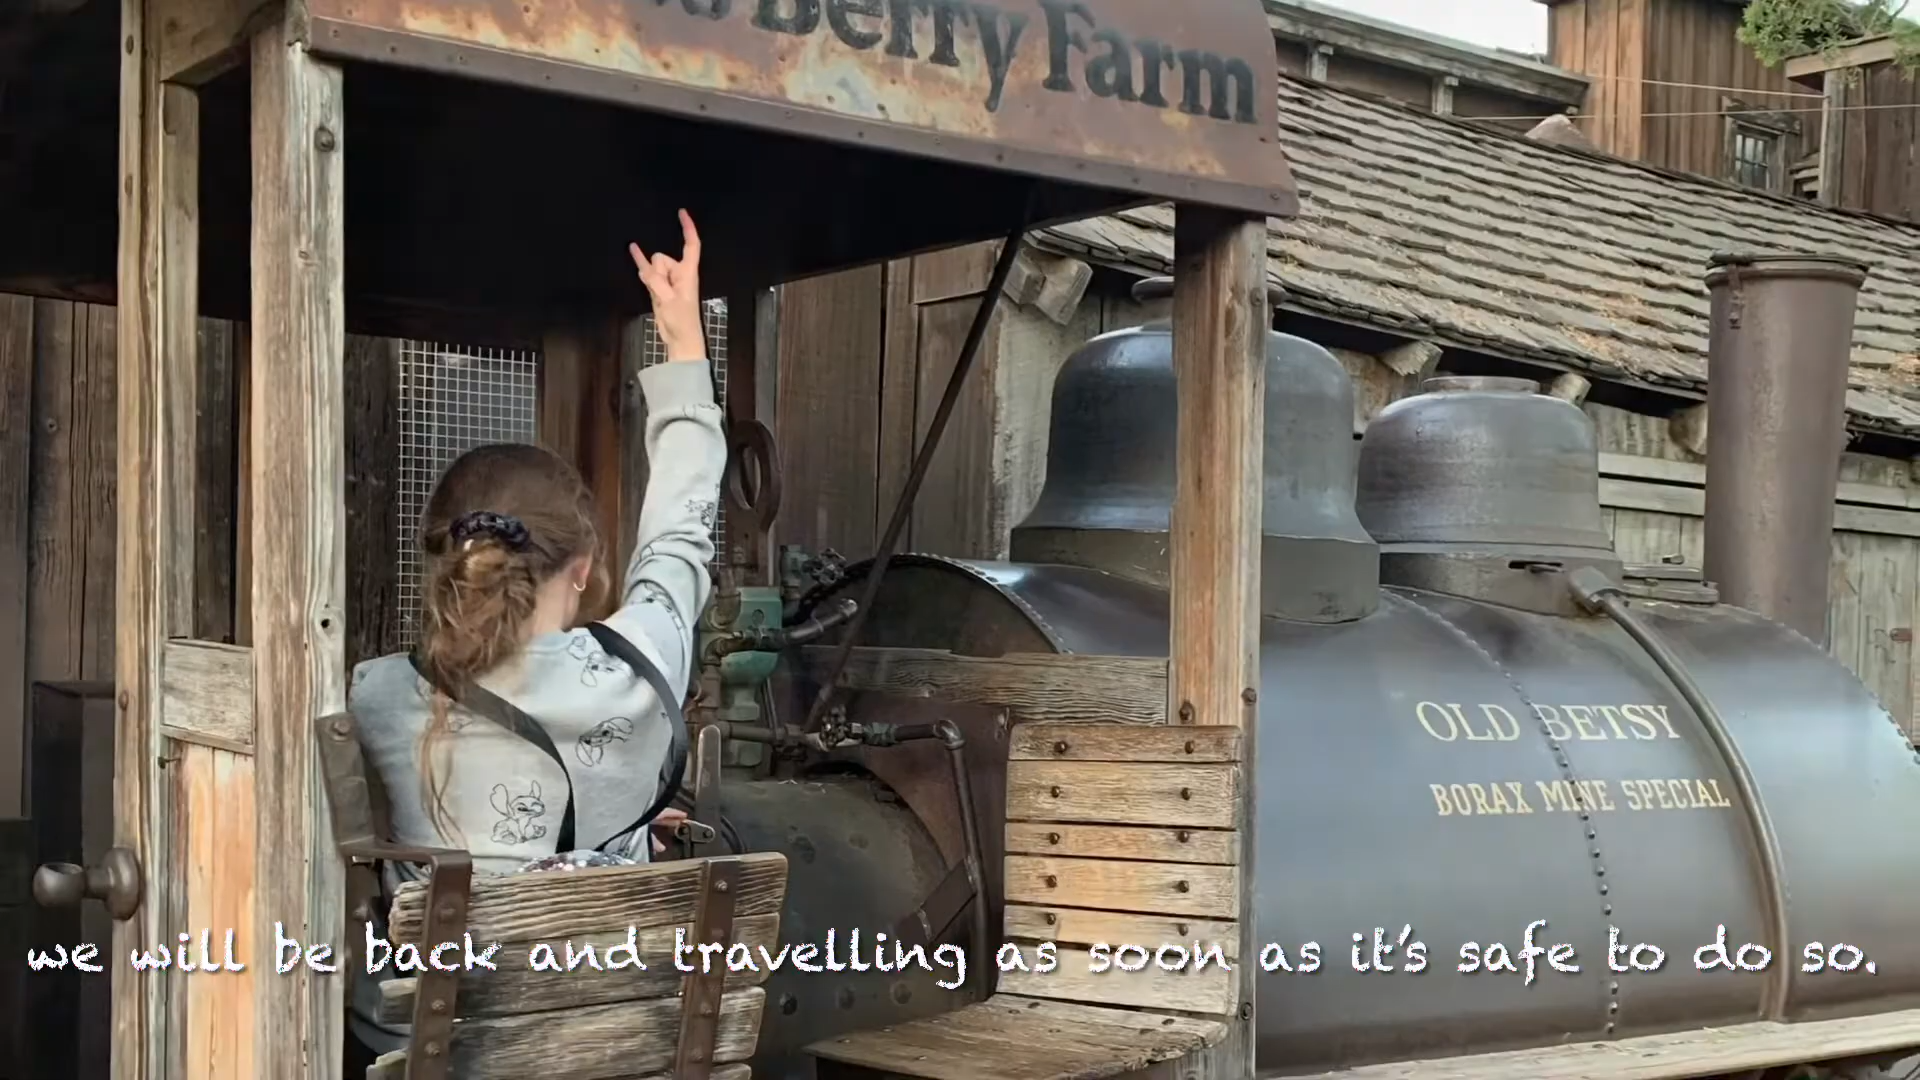 Berry Farm
OLD BETSY
BORAX MINE SPECIAL
we will be back and travelling as soon as it's safe to do so.